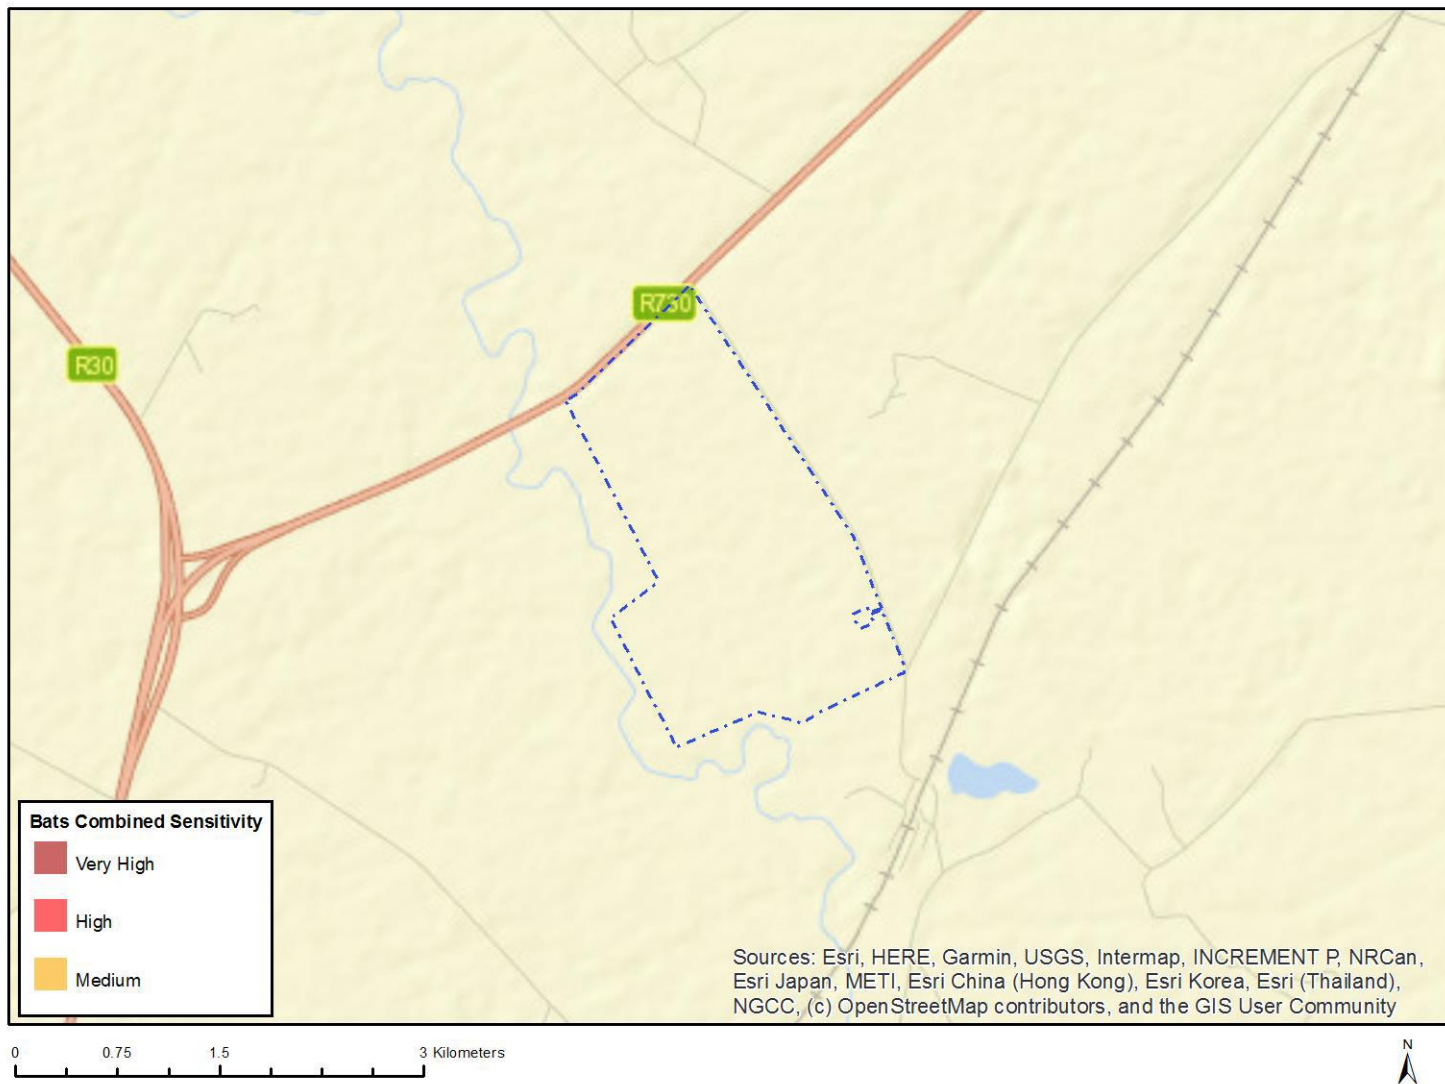 R730
R30
Bats Combined Sensitivity
Very High
High
Medium
Sources: Esri, HERE, Garmin, USGS, Intermap, INCREMENT P, NRCan,
Esri Japan, METI, Esri China (Hong Kong), Esri Korea, Esri (Thailand),
NGCC, (c) OpenStreetMap contributors, and the GIS User Community
0 0.75 1.5 3 Kilometers
N